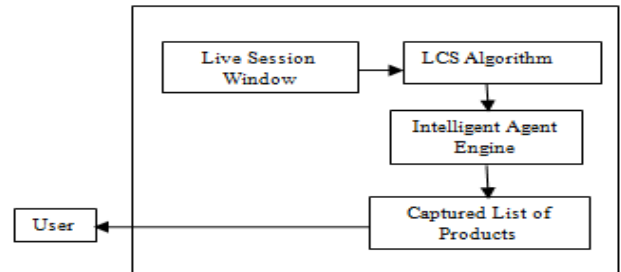 Live Session
Window
LCS Algorithm
Intelligent Agent
Engine
Captured List of
Products
User